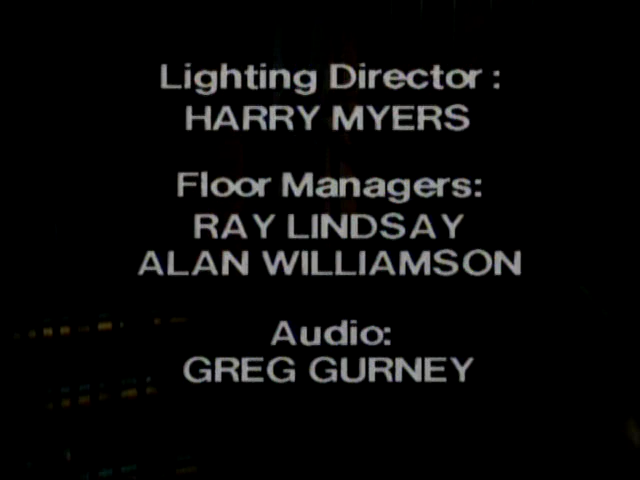 Lighting Director :
HARRY MYERS
Floor Managers:
RAY LINDSAY
ALAN WILLIAMSON
Audio:
GREG GURNEY